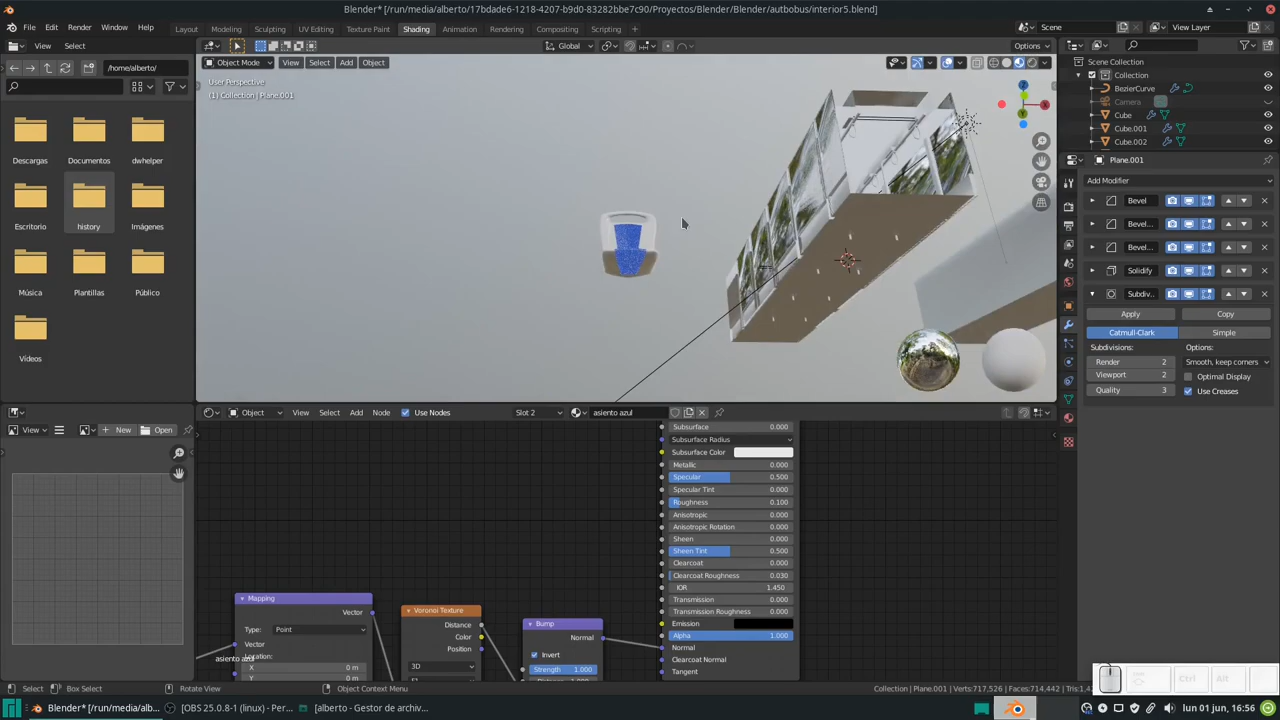 Blender* [/run/media/alberto/17bdade6-1218-4207-b9d0-83282bbe7c90/Proyectos/Blender/Blender/autbobus/interior5.blend]
File Edit Render Window Help Layout Modeling Sculpting UV Editing Texture Paint Shading Animation Rendering Compositing Scripting + Scene View Layer
View Select Global Options
/home/alberto/ Object Mode View Select Add Object
User Perspective
(1) Collection | Plane.001
Scene Collection
Collection
BezierCurve
Camera
Cube
Cube.001
Cube.002
Plane.001
Add Modifier
Bevel
Bevel..
Bevel..
Solidify
Subdiv..
Apply Copy
Catmull-Clark Simple
Subdivisions: Options:
Render 2 Smooth, keep corners
Viewport 2 Optimal Display
Quality 3 Use Creases
Descargas Documentos dwhelper
Escritorio history Imágenes
Música Plantillas Público
Vídeos
View New Open
Object View Select Add Node Use Nodes Slot 2 asiento azul
Subsurface 0.000
Subsurface Radius
Subsurface Color
Metallic 0.000
Specular 0.500
Specular Tint 0.000
Roughness 0.100
Anisotropic 0.000
Anisotropic Rotation 0.000
Sheen 0.000
Sheen Tint 0.500
Clearcoat 0.000
Clearcoat Roughness 0.030
IOR 1.450
Transmission 0.000
Transmission Roughness 0.000
Emission
Alpha 1.000
Normal
Clearcoat Normal
Tangent
Mapping
Vector
Type: Point
Vector
Location:
X 0 m
Y 0 m
asiento azul
Voronoi Texture
Distance
Color
Position
3D
Bump
Normal
Invert
Strength 1.000
Select Box Select Rotate View Object Context Menu
Collection | Plane.001 | Verts:717,526 | Faces:714,442 |
Ctrl Alt
Blender* [/run/media/alb... [OBS 25.0.8-1 (linux) - Per... [alberto - Gestor de archiv... lun 01 jun, 16:56